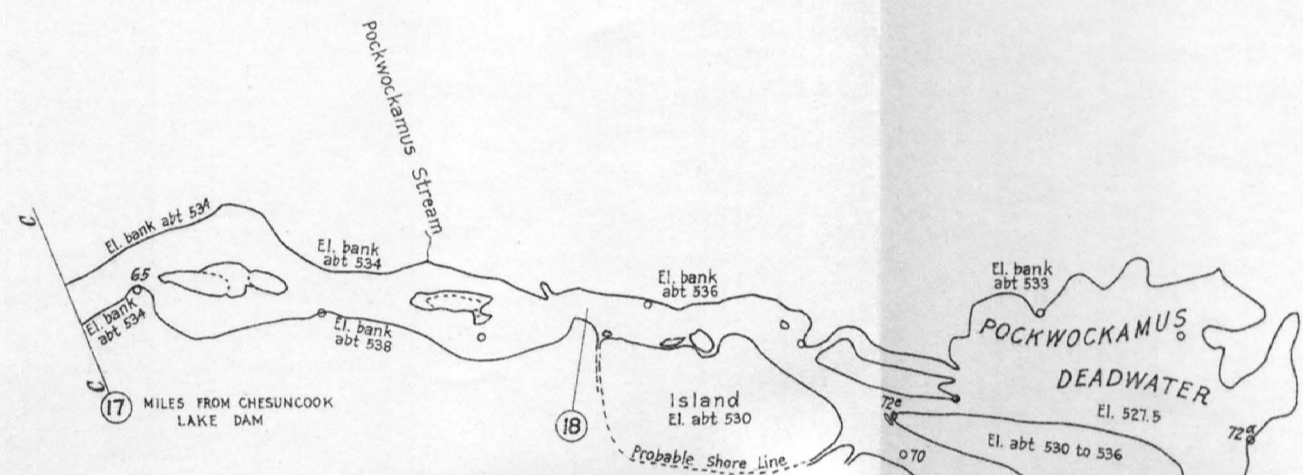 Pockwockamus Stream
C
El. bank abt 534
65
El. bank
abt 534
C
17
MILES FROM CHESUNCOOK
LAKE DAM
El. bank
abt 534
El. bank
abt 538
El. bank
abt 536
18
Island
El. abt 530
Probable Shore Line
El. bank
abt 533
POCKWOCKAMUS
DEADWATER
El. 527.5
El. abt 530 to 536
70